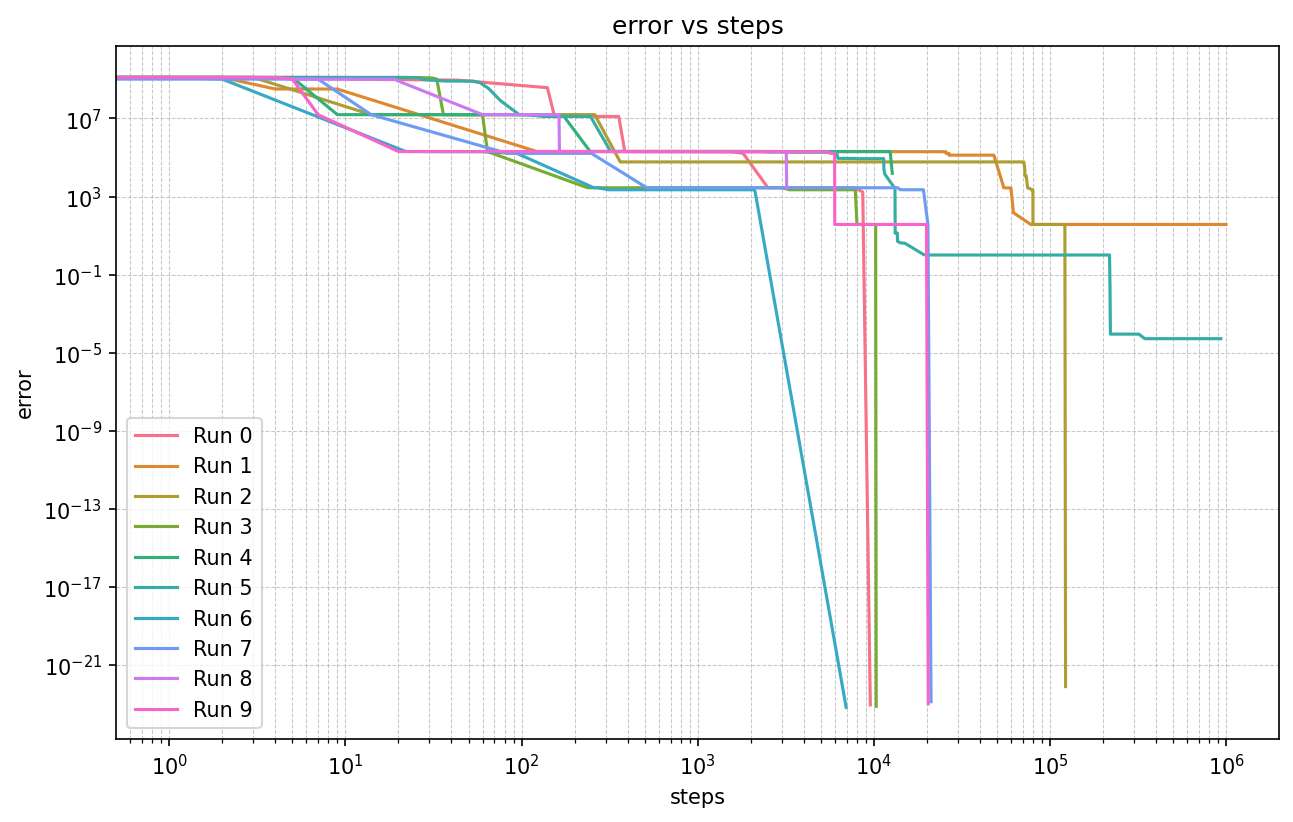 error vs steps
error
10^7
10^3
10^-1
10^-5
10^-9
10^-13
10^-17
10^-21
Run 0
Run 1
Run 2
Run 3
Run 4
Run 5
Run 6
Run 7
Run 8
Run 9
10^0
10^1
10^2
10^3
10^4
10^5
10^6
steps